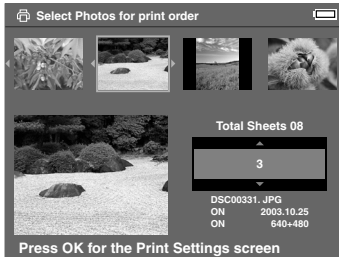 Select Photos for print order
Total Sheets 08
3
DSC00331. JPG
ON 2003.10.25
ON 640+480
Press OK for the Print Settings screen